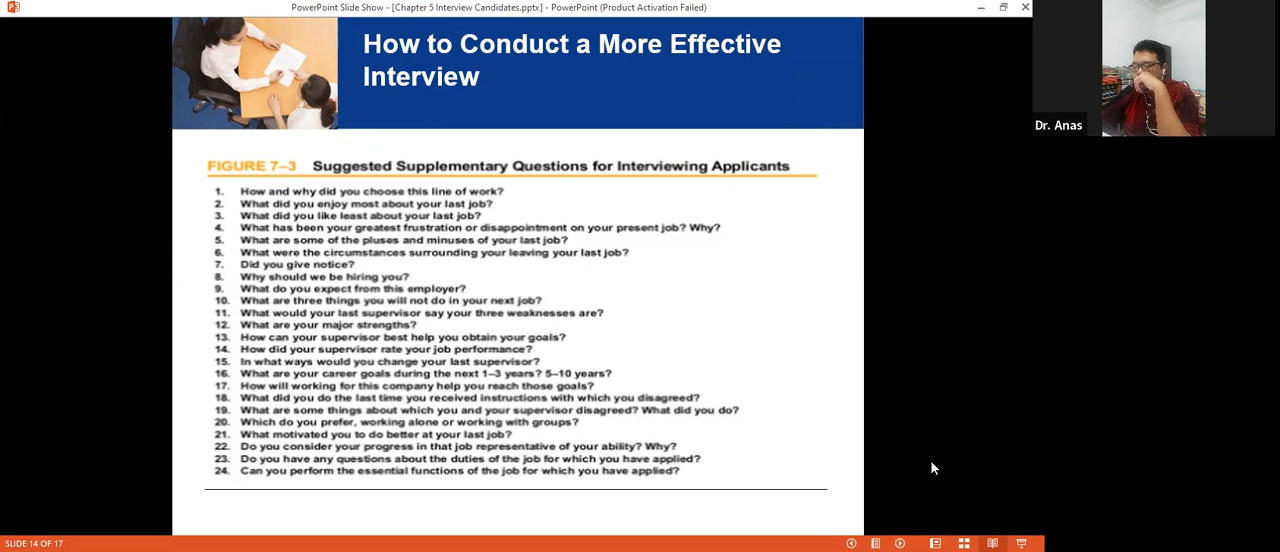 PowerPoint Slide Show - [Chapter 5 Interview Candidates.pptx] - PowerPoint (Product Activation Failed)
How to Conduct a More Effective
Interview
Dr. Anas
FIGURE 7–3 Suggested Supplementary Questions for Interviewing Applicants
1. How and why did you choose this line of work?
2. What did you enjoy most about your last job?
3. What did you like least about your last job?
4. What has been your greatest frustration or disappointment on your present job? Why?
5. What are some of the pluses and minuses of your last job?
6. What were the circumstances surrounding your leaving your last job?
7. Did you give notice?
8. Why should we be hiring you?
9. What do you expect from this employer?
10. What are three things you will not do in your next job?
11. What would your last supervisor say your three weaknesses are?
12. What are your major strengths?
13. How can your supervisor best help you obtain your goals?
14. How did your supervisor rate your job performance?
15. In what ways would you change your last supervisor?
16. What are your career goals during the next 1–3 years? 5–10 years?
17. How will working for this company help you reach those goals?
18. What did you do the last time you received instructions with which you disagreed?
19. What are some things about which you and your supervisor disagreed? What did you do?
20. Which do you prefer, working alone or working with groups?
21. What motivated you to do better at your last job?
22. Do you consider your progress in that job representative of your ability? Why?
23. Do you have any questions about the duties of the job for which you have applied?
24. Can you perform the essential functions of the job for which you have applied?
SLIDE 14 OF 17